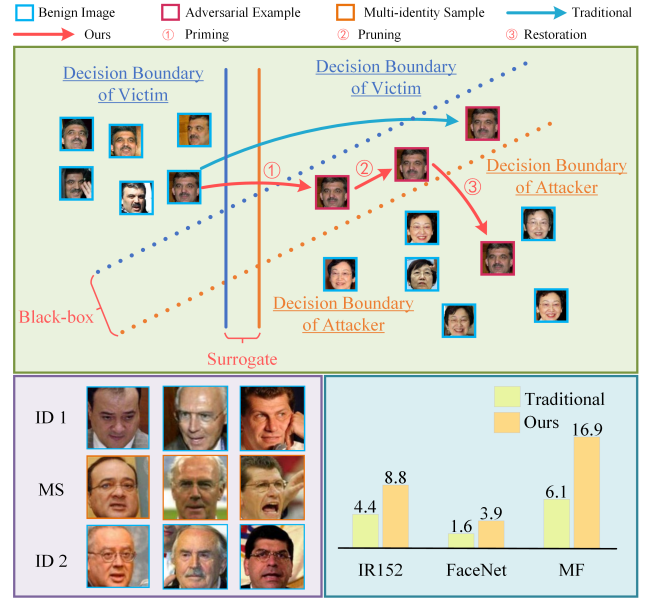 Benign Image
Adversarial Example
Multi-identity Sample
Traditional
Ours
① Priming
② Pruning
③ Restoration
Decision Boundary
of Victim
Decision Boundary
of Victim
①
②
③
Decision Boundary
of Attacker
Decision Boundary
of Attacker
Black-box
Surrogate
ID 1
MS
ID 2
Traditional
Ours
4.4
8.8
1.6
3.9
6.1
16.9
IR152
FaceNet
MF